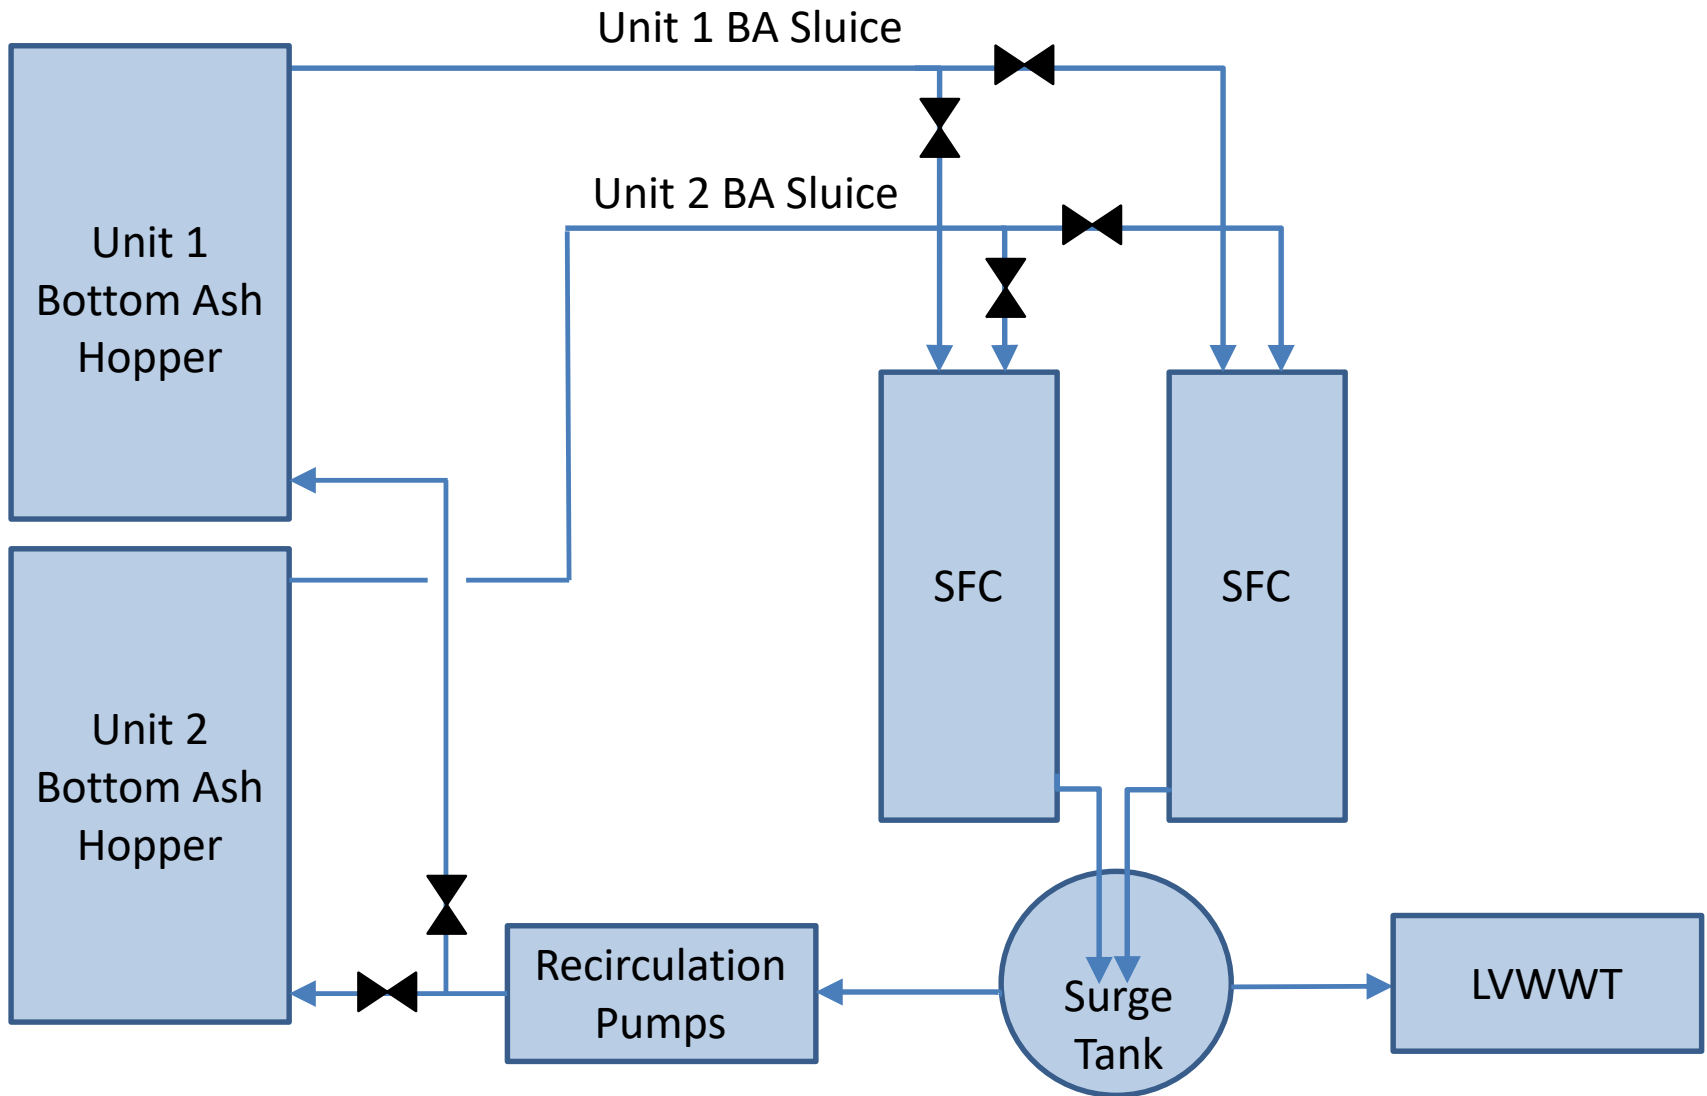 Unit 1 BA Sluice
Unit 2 BA Sluice
Unit 1
Bottom Ash
Hopper
Unit 2
Bottom Ash
Hopper
SFC
SFC
Recirculation
Pumps
Surge
Tank
LVWWT